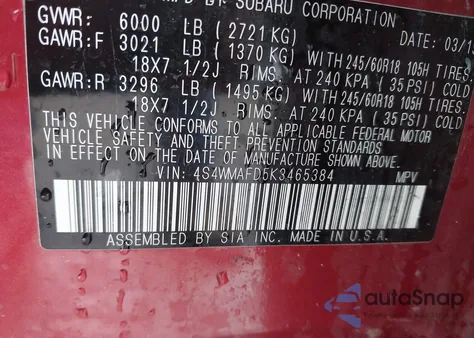 MFD BY SUBARU CORPORATION
GVWR: 6000 LB (2721 KG) DATE: 03/1
GAWR:F 3021 LB (1370 KG) WITH 245/60R18 105H TIRES,
18X7 1/2J RIMS, AT 240 KPA (35 PSI) COLD
GAWR:R 3296 LB (1495 KG) WITH 245/60R18 105H TIRES,
18X7 1/2J RIMS, AT 240 KPA (35 PSI) COLD
THIS VEHICLE CONFORMS TO ALL APPLICABLE FEDERAL MOTOR
VEHICLE SAFETY AND THEFT PREVENTION STANDARDS
IN EFFECT ON THE DATE OF MANUFACTURE SHOWN ABOVE.
VIN: 4S4WMAFD5K3465384 MPV
ASSEMBLED BY SIA INC. MADE IN U.S.A.
autoSnap